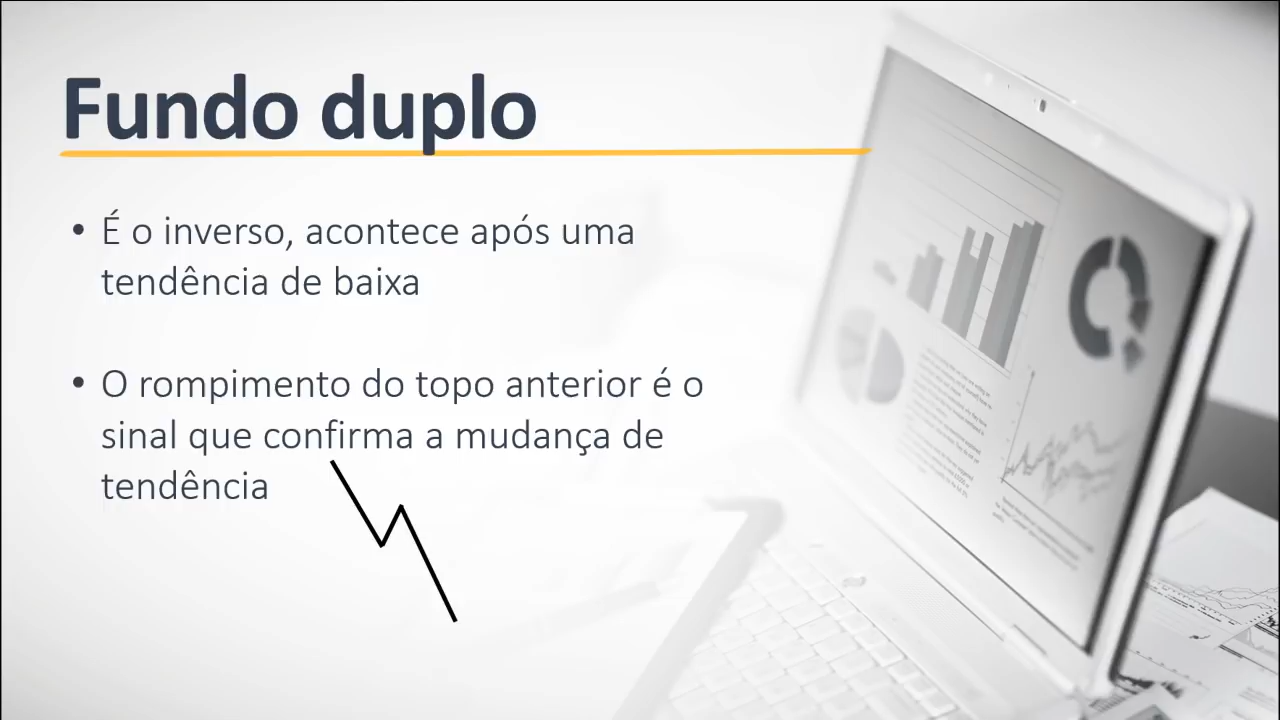 Fundo duplo
• É o inverso, acontece após uma
tendência de baixa
• O rompimento do topo anterior é o
sinal que confirma a mudança de
tendência